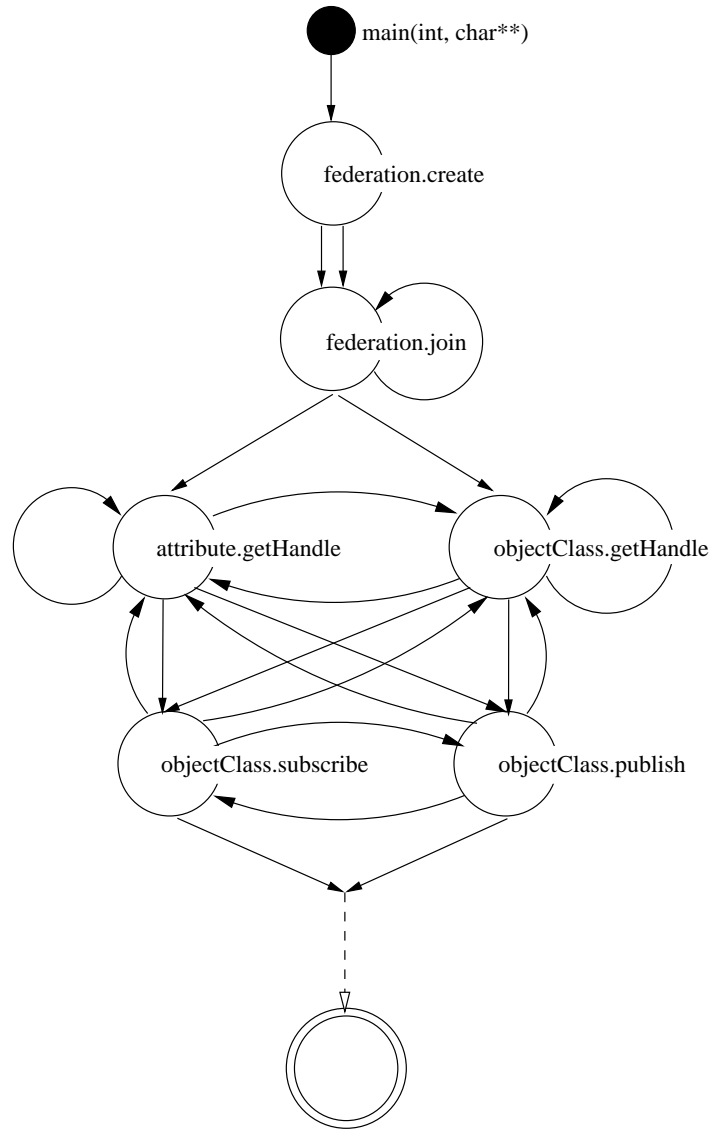 main(int, char**)
federation.create
federation.join
attribute.getHandle
objectClass.getHandle
objectClass.subscribe
objectClass.publish